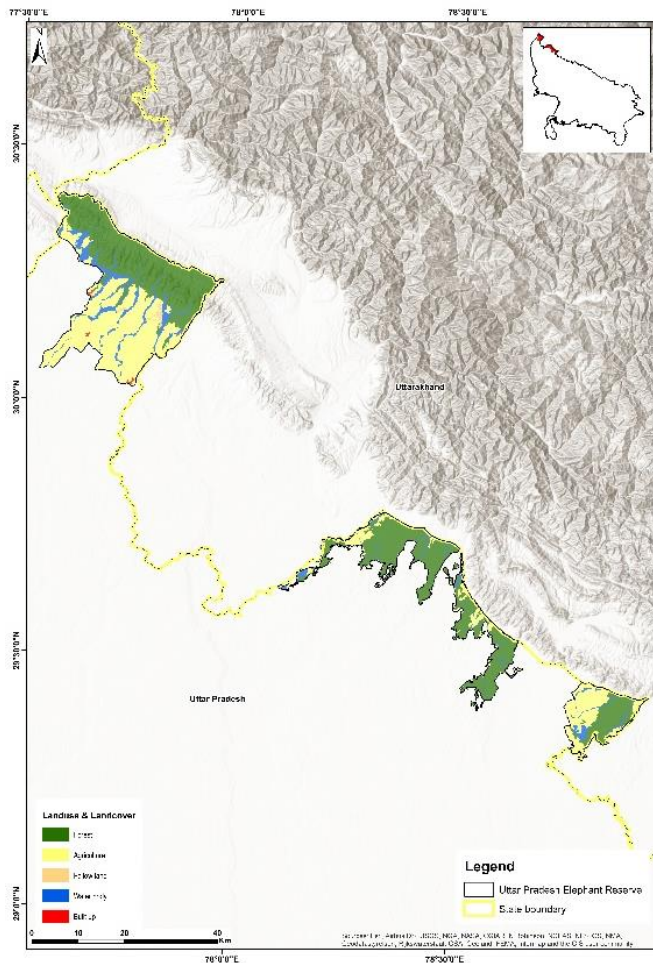 77°30'0"E
78°0'0"E
78°30'0"E
30°30'0"N
30°0'0"N
Uttarakhand
29°30'0"N
Uttar Pradesh
Landuse & Landcover
Forest
Agriculture
Built up
Legend
Uttar Pradesh Elephant Reserve
State boundary
29°0'0"N
0 10 20 40
Km
78°0'0"E
78°30'0"E